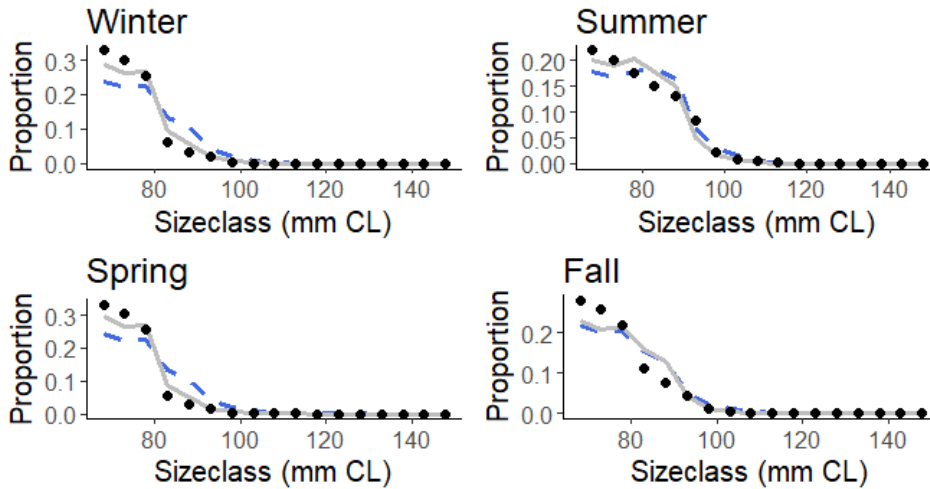 Winter
Proportion
0.3
0.2
0.1
0.0
80 100 120 140
Sizeclass (mm CL)
Summer
Proportion
0.20
0.15
0.10
0.05
0.00
80 100 120 140
Sizeclass (mm CL)
Spring
Proportion
0.3
0.2
0.1
0.0
80 100 120 140
Sizeclass (mm CL)
Fall
Proportion
0.2
0.1
0.0
80 100 120 140
Sizeclass (mm CL)